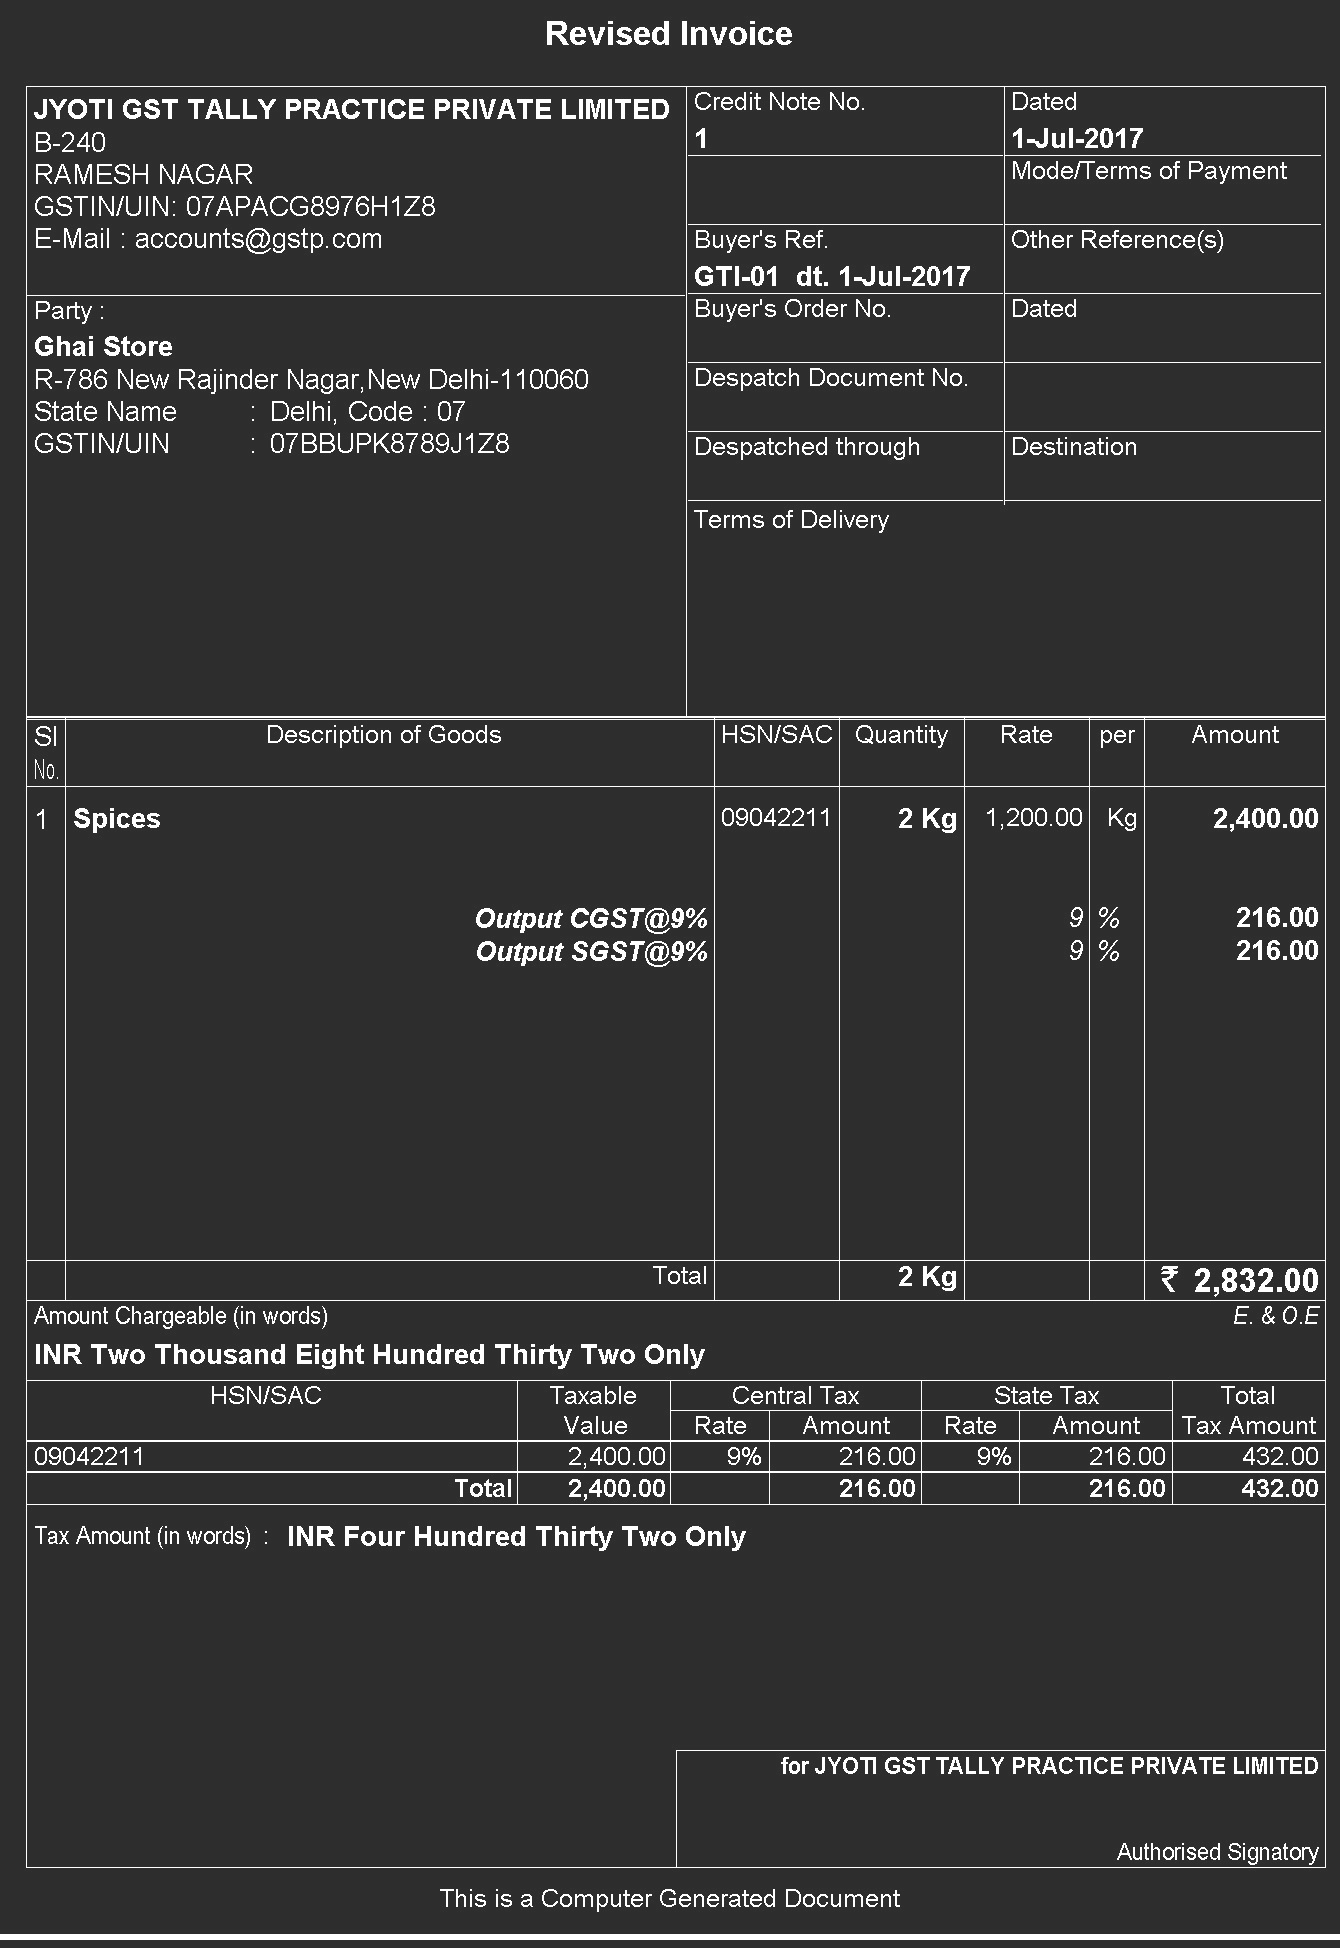 Revised Invoice
JYOTI GST TALLY PRACTICE PRIVATE LIMITED
B-240
RAMESH NAGAR
GSTIN/UIN: 07APACG8976H1Z8
E-Mail : accounts@gstp.com
Credit Note No.
1
Dated
1-Jul-2017
Mode/Terms of Payment
Buyer's Ref.
GTI-01 dt. 1-Jul-2017
Other Reference(s)
Buyer's Order No.
Dated
Despatch Document No.
Despatched through
Destination
Terms of Delivery
Party :
Ghai Store
R-786 New Rajinder Nagar,New Delhi-110060
State Name : Delhi, Code : 07
GSTIN/UIN : 07BBUPK8789J1Z8
Sl No. Description of Goods HSN/SAC Quantity Rate per Amount
1 Spices 09042211 2 Kg 1,200.00 Kg 2,400.00
Output CGST@9% 9 % 216.00
Output SGST@9% 9 % 216.00
Total 2 Kg ₹ 2,832.00
Amount Chargeable (in words) E. & O.E
INR Two Thousand Eight Hundred Thirty Two Only
HSN/SAC Taxable Central Tax State Tax Total
Value Rate Amount Rate Amount Tax Amount
09042211 2,400.00 9% 216.00 9% 216.00 432.00
Total 2,400.00 216.00 216.00 432.00
Tax Amount (in words) : INR Four Hundred Thirty Two Only
for JYOTI GST TALLY PRACTICE PRIVATE LIMITED
Authorised Signatory
This is a Computer Generated Document